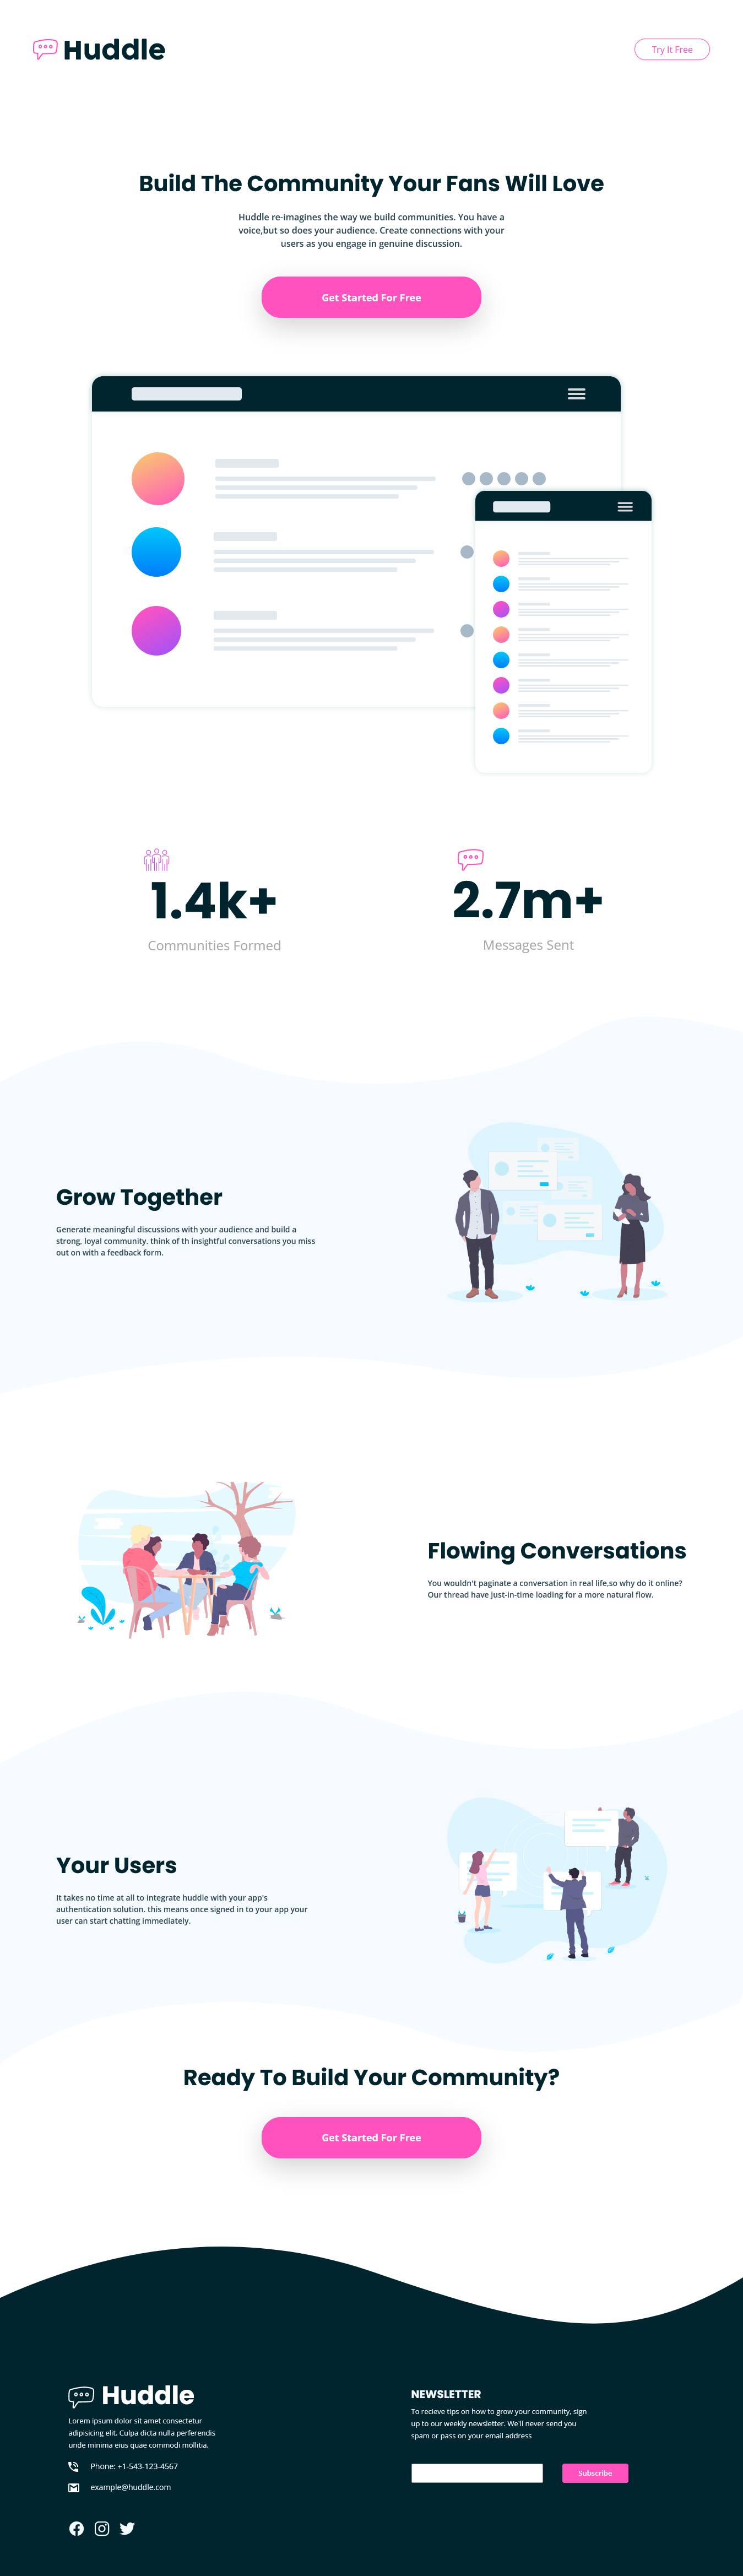 Huddle
Try It Free
Build The Community Your Fans Will Love
Huddle re-imagines the way we build communities. You have a
voice,but so does your audience. Create connections with your
users as you engage in genuine discussion.
Get Started For Free
1.4k+
Communities Formed
2.7m+
Messages Sent
Grow Together
Generate meaningful discussions with your audience and build a
strong, loyal community. think of th insightful conversations you miss
out on with a feedback form.
Flowing Conversations
You wouldn't paginate a conversation in real life,so why do it online?
Our thread have just-in-time loading for a more natural flow.
Your Users
It takes no time at all to integrate huddle with your app's
authentication solution. this means once signed in to your app your
user can start chatting immediately.
Ready To Build Your Community?
Get Started For Free
Huddle
Lorem ipsum dolor sit amet consectetur
adipisicing elit. Culpa dicta nulla perferendis
unde minima eius quae commodi mollitia.
Phone: +1-543-123-4567
example@huddle.com
NEWSLETTER
To recieve tips on how to grow your community, sign
up to our weekly newsletter. We'll never send you
spam or pass on your email address
Subscribe